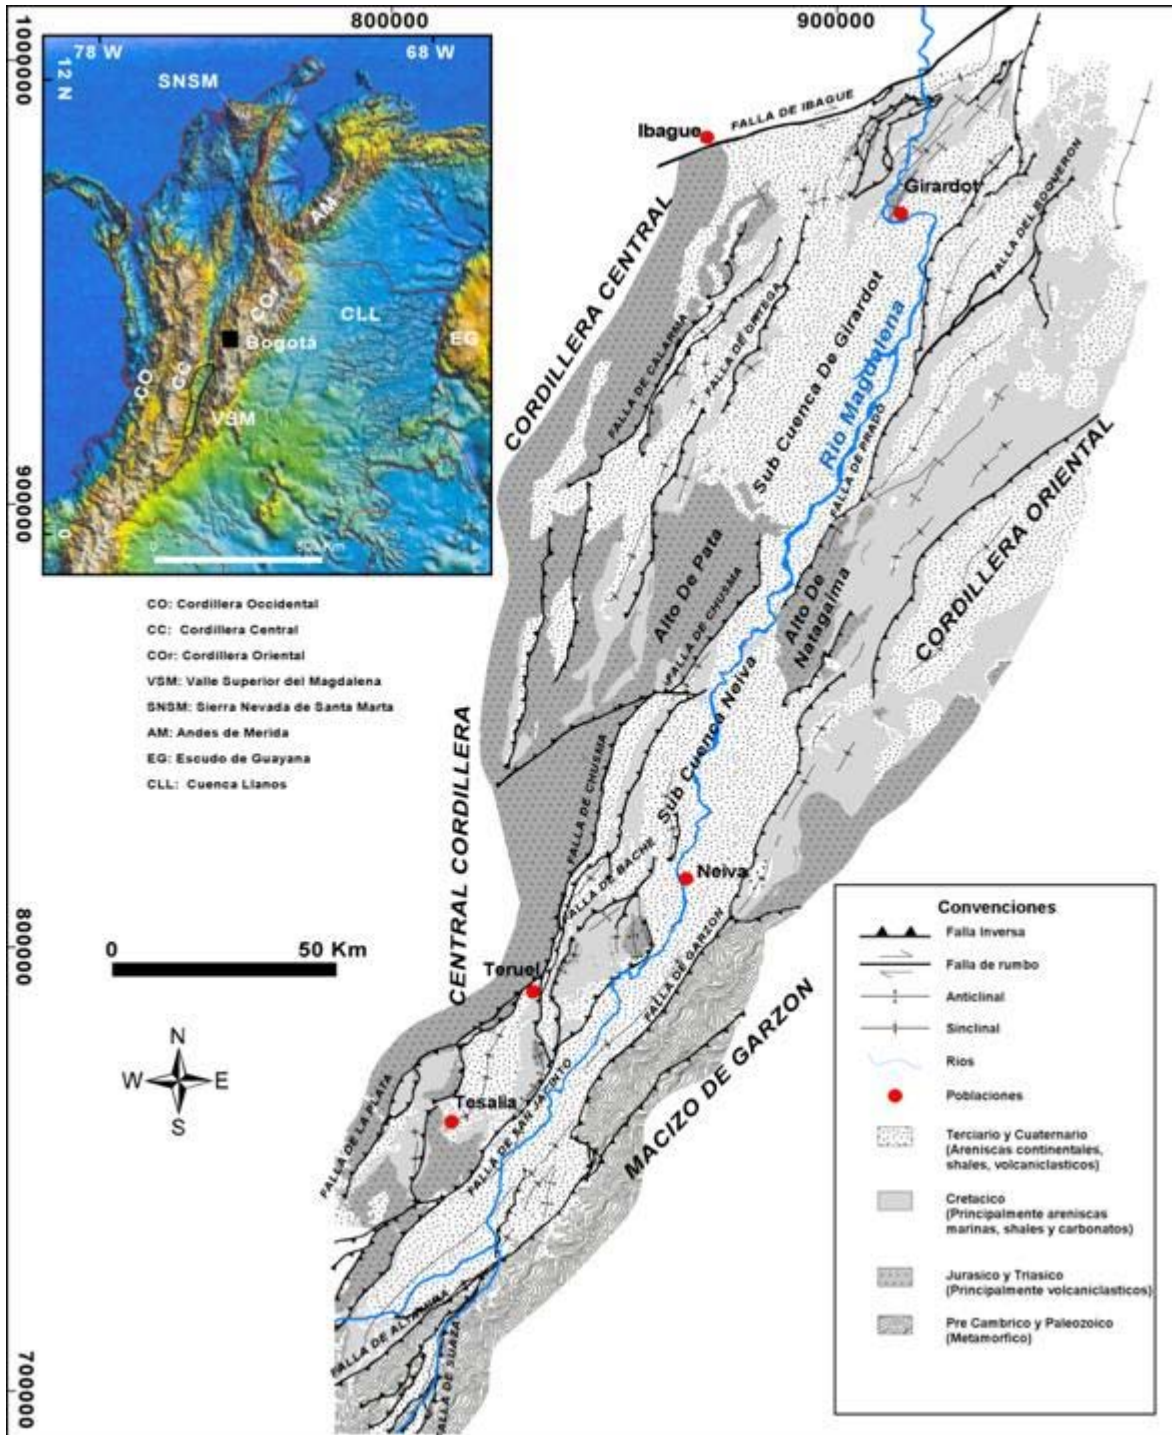 800000
900000
1000000
900000
800000
700000
78 W
68 W
12 N
0
SNSM
AM
COr
CLL
EG
Bogotá
CO
CC
VSM
0
CO: Cordillera Occidental
CC: Cordillera Central
COr: Cordillera Oriental
VSM: Valle Superior del Magdalena
SNSM: Sierra Nevada de Santa Marta
AM: Andes de Merida
EG: Escudo de Guayana
CLL: Cuenca Llanos
FALLA DE IBAGUE
Ibague
Girardot
CORDILLERA CENTRAL
FALLA DEL BOQUERON
FALLA DE CALARMA
FALLA DE ORTEGA
Sub Cuenca De Girardot
Rio Magdalena
FALLA DE PRADO
CORDILLERA ORIENTAL
Alto De Pata
FALLA DE CHUSMA
Alto De
Natagaima
Sub Cuenca Neiva
CENTRAL CORDILLERA
FALLA DE CHUSMA
FALLA DE BACHE
Neiva
FALLA DE GARZON
Teruel
0 50 Km
MACIZO DE GARZON
N
W E
S
Tesalia
FALLA DE LA PLATA
FALLA DE SAN JACINTO
FALLA DE ALTAMIRA
FALLA DE SUAZA
Convenciones
Falla Inversa
Falla de rumbo
Anticlinal
Sinclinal
Rios
Poblaciones
Terciario y Cuaternario
(Areniscas continentales,
shales, volcaniclasticos)
Cretacico
(Principalmente areniscas
marinas, shales y carbonatos)
Jurasico y Triasico
(Principalmente volcaniclasticos)
Pre Cambrico y Paleozoico
(Metamorfico)